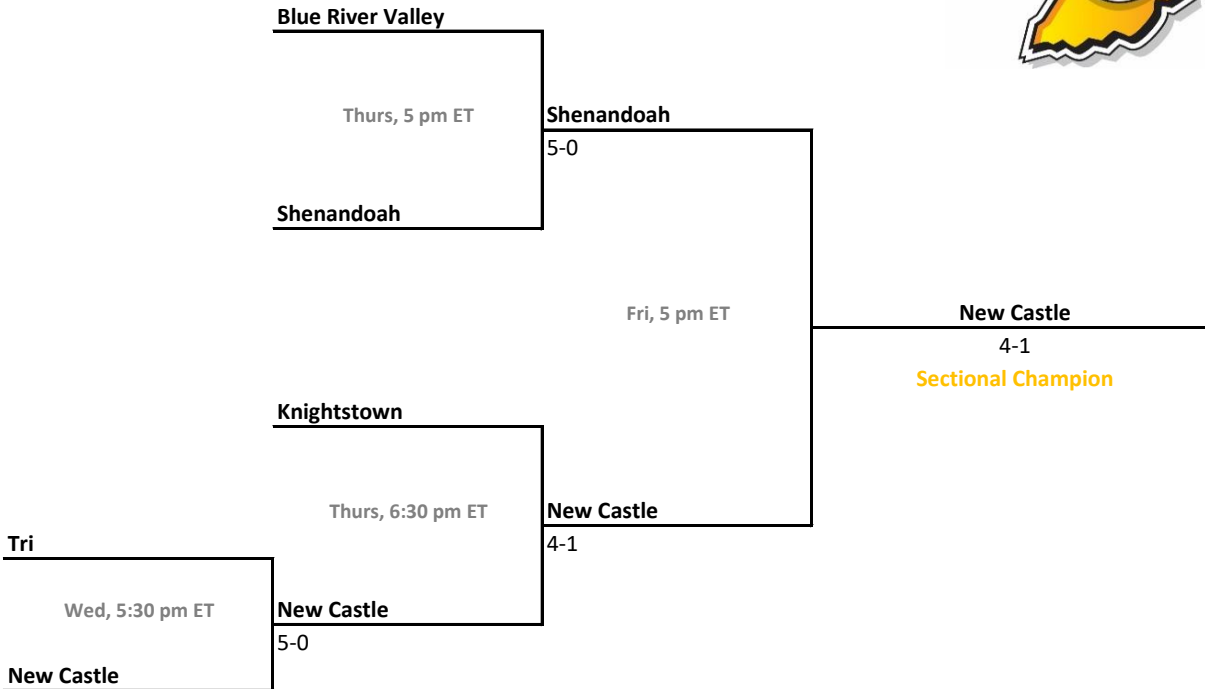 Blue River Valley
Thurs, 5 pm ET
Shenandoah
5-0
Shenandoah
Fri, 5 pm ET
New Castle
4-1
Sectional Champion
Knightstown
Thurs, 6:30 pm ET
New Castle
4-1
Tri
Wed, 5:30 pm ET
New Castle
5-0
New Castle